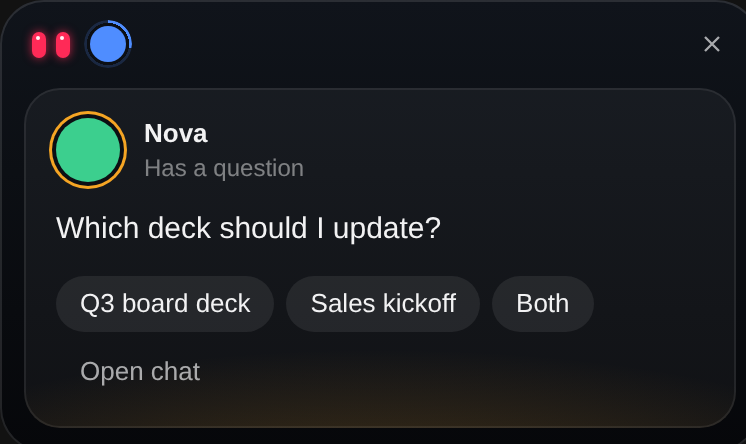 Nova
Has a question
Which deck should I update?
Q3 board deck
Sales kickoff
Both
Open chat